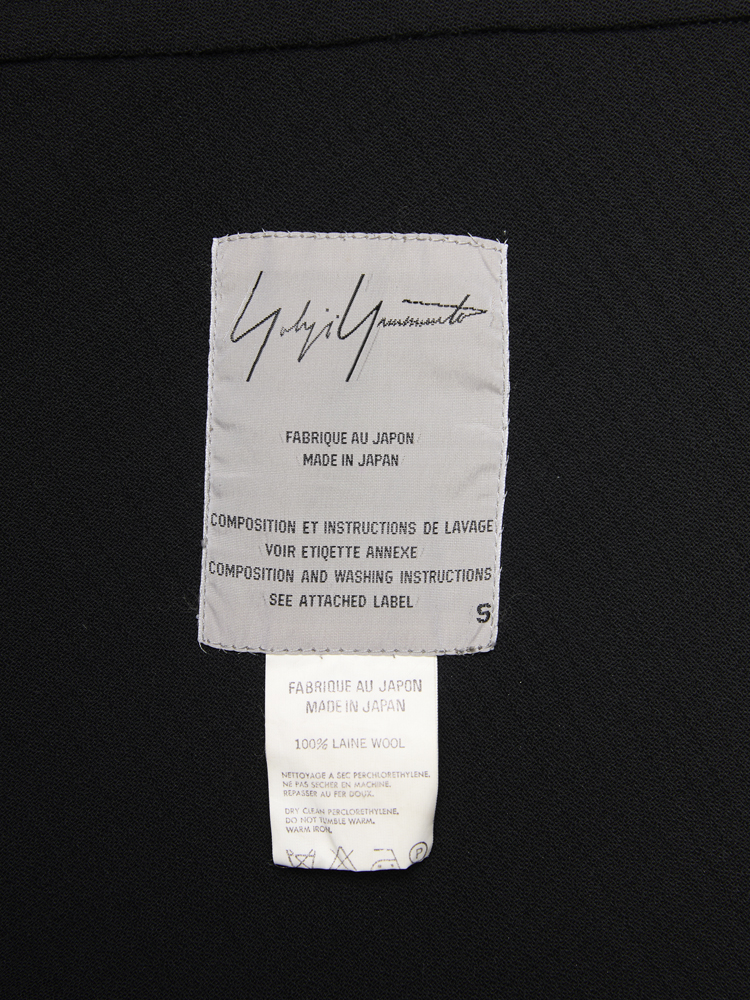 Yohji Yamamoto
FABRIQUE AU JAPON
MADE IN JAPAN
COMPOSITION ET INSTRUCTIONS DE LAVAGE
VOIR ETIQETTE ANNEXE
COMPOSITION AND WASHING INSTRUCTIONS
SEE ATTACHED LABEL
S
FABRIQUE AU JAPON
MADE IN JAPAN
100% LAINE WOOL
NETTOYAGE A SEC PERCHLORETHYLENE.
NE PAS SECHER EN MACHINE.
REPASSER AU FER DOUX.
DRY CLEAN PERCLORETHYLENE.
DO NOT TUMBLE WARM.
WARM IRON.
P